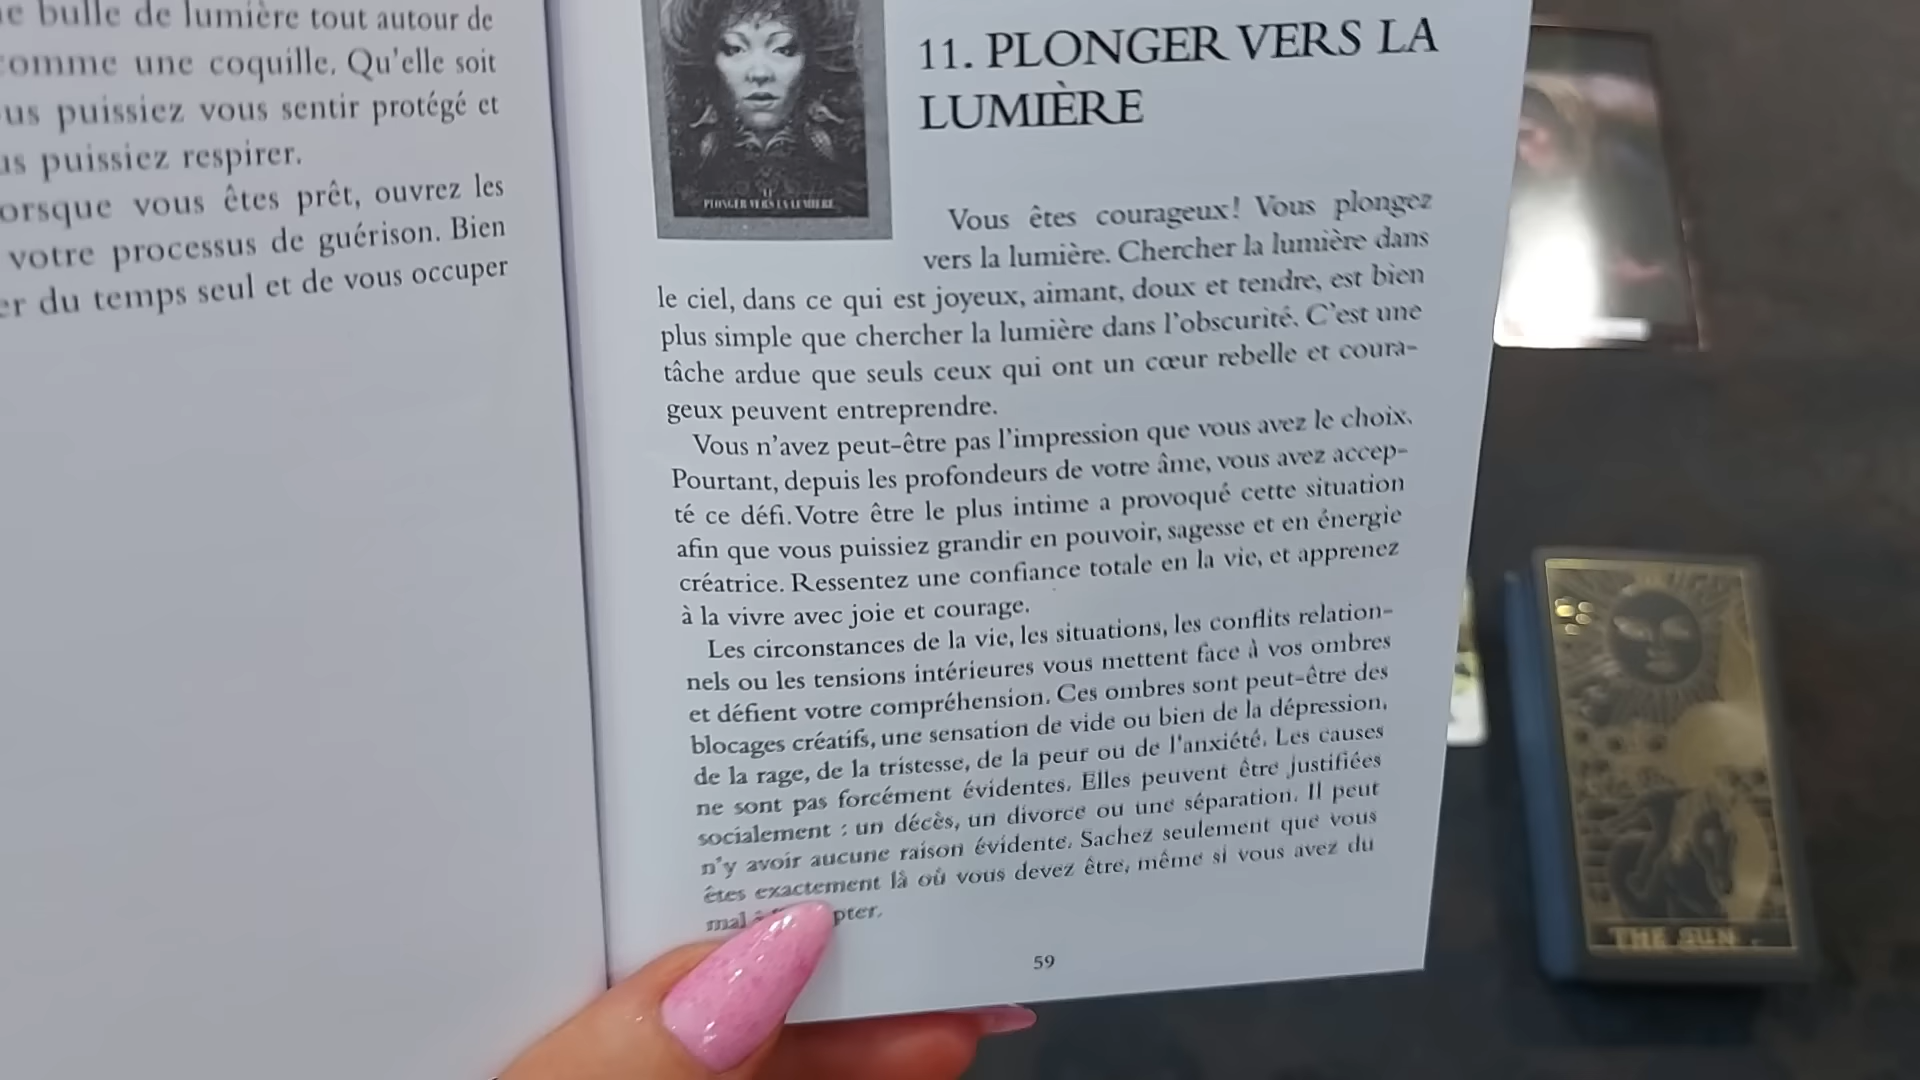 bulle de lumière tout autour de
comme une coquille. Qu'elle soit
puissiez vous sentir protégé et
puissiez respirer.
vous êtes prêt, ouvrez les
votre processus de guérison. Bien
du temps seul et de vous occuper
PLONGER VERS LA LUMIÈRE
11. PLONGER VERS LA
LUMIÈRE
Vous êtes courageux! Vous plongez
vers la lumière. Chercher la lumière dans
le ciel, dans ce qui est joyeux, aimant, doux et tendre, est bien
plus simple que chercher la lumière dans l'obscurité. C'est une
tâche ardue que seuls ceux qui ont un cœur rebelle et coura-
geux peuvent entreprendre.
Vous n'avez peut-être pas l'impression que vous avez le choix.
Pourtant, depuis les profondeurs de votre âme, vous avez accep-
té ce défi. Votre être le plus intime a provoqué cette situation
afin que vous puissiez grandir en pouvoir, sagesse et en énergie
créatrice. Ressentez une confiance totale en la vie, et apprenez
à la vivre avec joie et courage.
Les circonstances de la vie, les situations, les conflits relation-
nels ou les tensions intérieures vous mettent face à vos ombres
et défient votre compréhension. Ces ombres sont peut-être des
blocages créatifs, une sensation de vide ou bien de la dépression,
de la rage, de la tristesse, de la peur ou de l'anxiété. Les causes
ne sont pas forcément évidentes. Elles peuvent être justifiées
socialement : un décès, un divorce ou une séparation. Il peut
n'y avoir aucune raison évidente. Sachez seulement que vous
êtes exactement là où vous devez être, même si vous avez du
mal
59
THE SUN